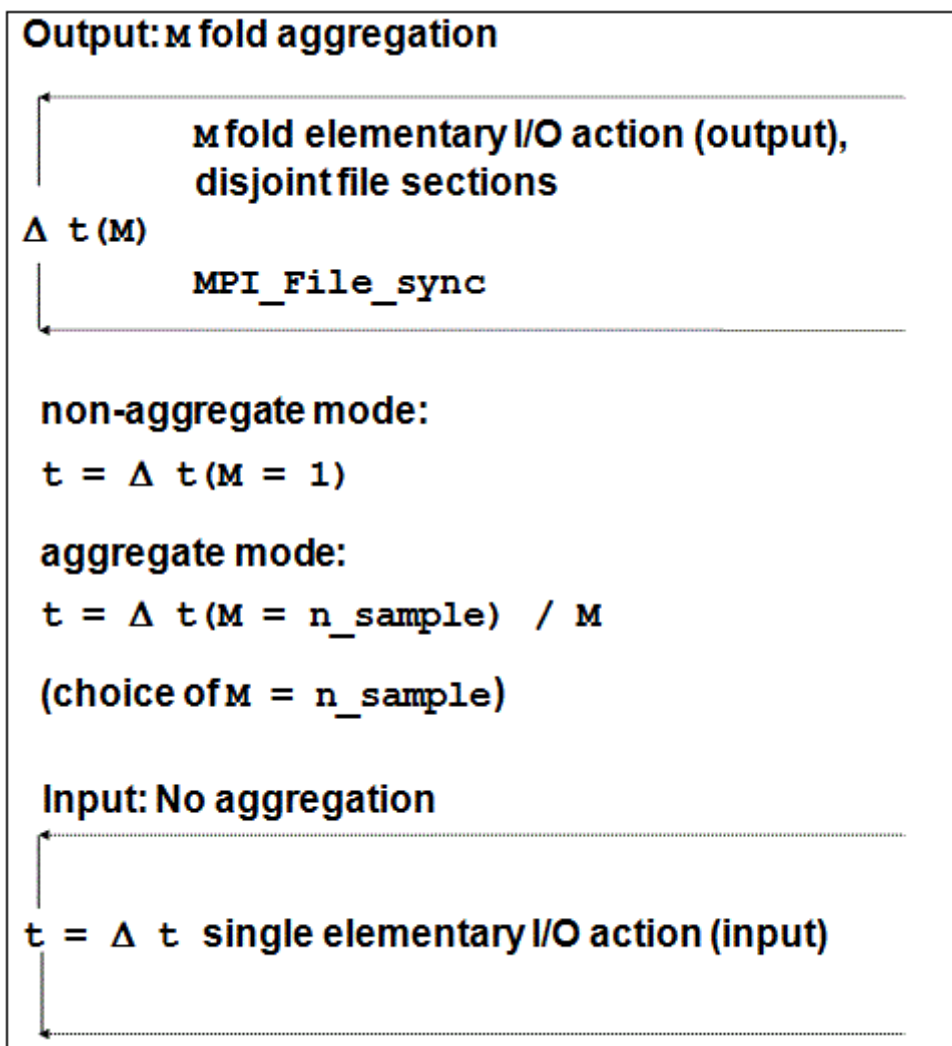 Output: M fold aggregation
M fold elementary I/O action (output),
disjoint file sections
Δ t(M)
MPI_File_sync
non-aggregate mode:
t = Δ t(M = 1)
aggregate mode:
t = Δ t(M = n_sample) / M
(choice of M = n_sample)
Input: No aggregation
t = Δ t single elementary I/O action (input)